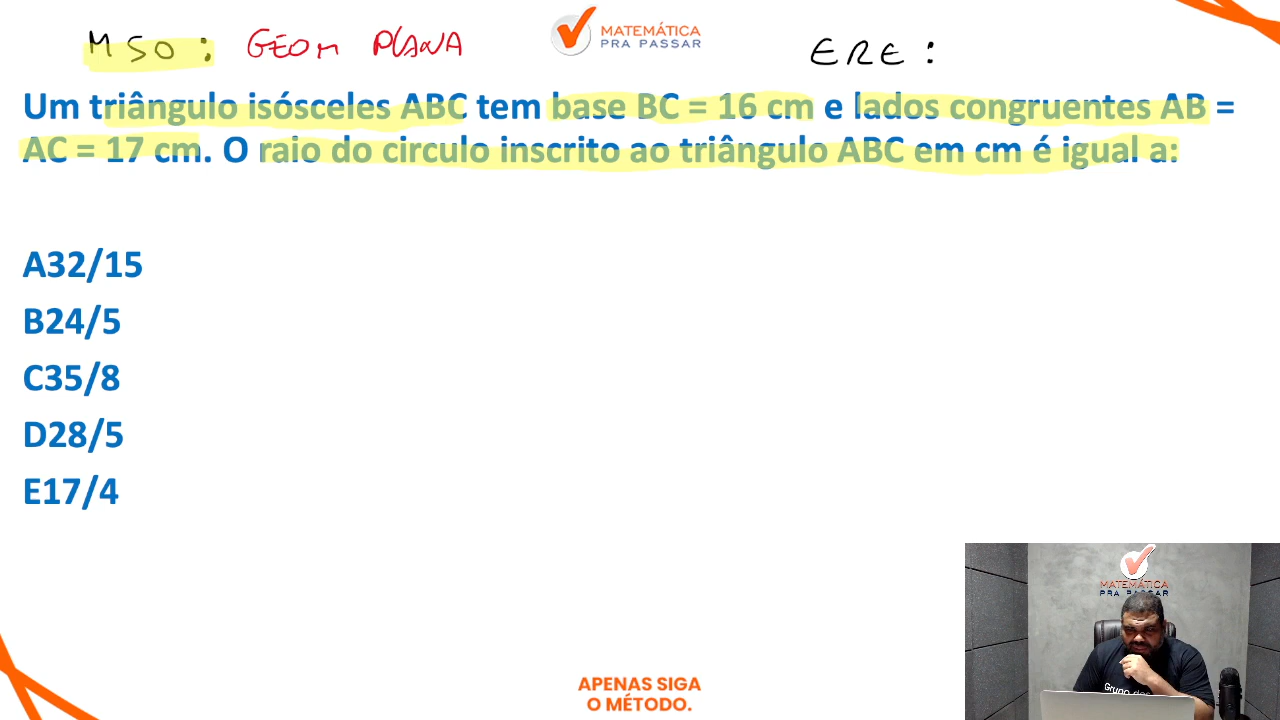 MSO: GEOM PLANA
MATEMÁTICA
PRA PASSAR
ERE:
Um triângulo isósceles ABC tem base BC = 16 cm e lados congruentes AB =
AC = 17 cm. O raio do circulo inscrito ao triângulo ABC em cm é igual a:
A32/15
B24/5
C35/8
D28/5
E17/4
MATEMÁTICA
PRA PASSAR
APENAS SIGA
O MÉTODO.